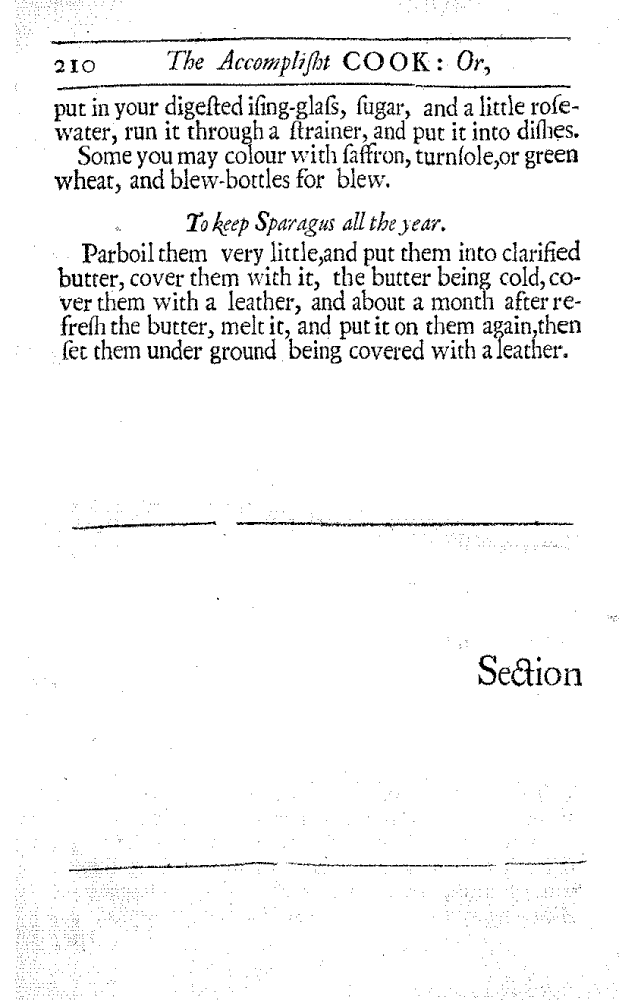 210 The Accompliſht COOK: Or,
put in your digeſted iſing-glaſs, ſugar, and a little roſe-
water, run it through a ſtrainer, and put it into diſhes.
Some you may colour with ſaffron, turnſole, or green
wheat, and blew-bottles for blew.
To keep Sparagus all the year.
Parboil them very little, and put them into clarified
butter, cover them with it, the butter being cold, co-
ver them with a leather, and about a month after re-
freſh the butter, melt it, and put it on them again, then
ſet them under ground being covered with a leather.
Section